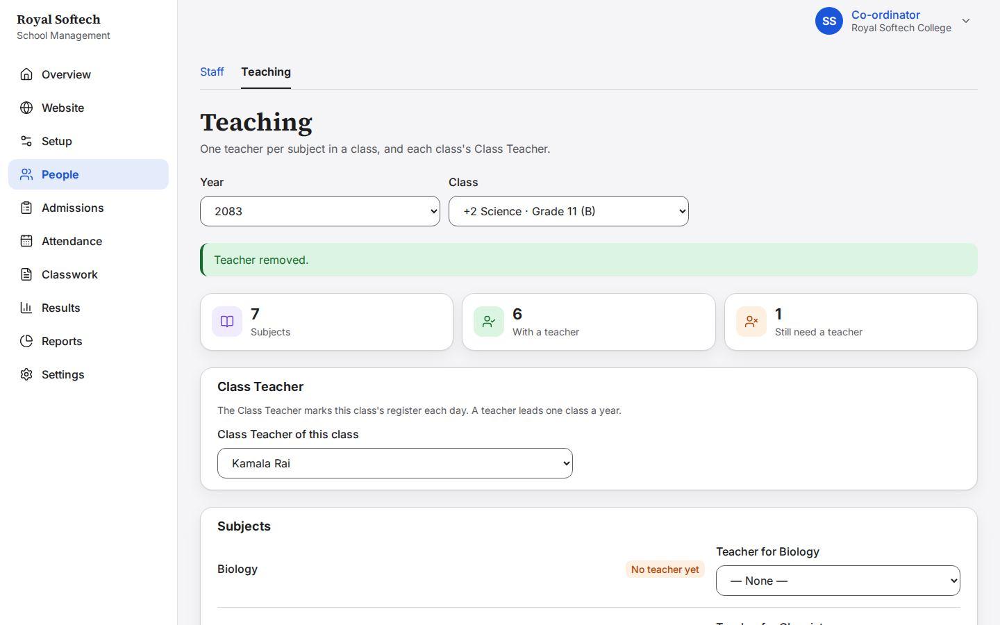 Royal Softech
School Management
Overview
Website
Setup
People
Admissions
Attendance
Classwork
Results
Reports
Settings
SS
Co-ordinator
Royal Softech College
Staff
Teaching
Teaching
One teacher per subject in a class, and each class's Class Teacher.
Year
Class
2083
+2 Science · Grade 11 (B)
Teacher removed.
7
Subjects
6
With a teacher
1
Still need a teacher
Class Teacher
The Class Teacher marks this class's register each day. A teacher leads one class a year.
Class Teacher of this class
Kamala Rai
Subjects
Biology
No teacher yet
Teacher for Biology
— None —